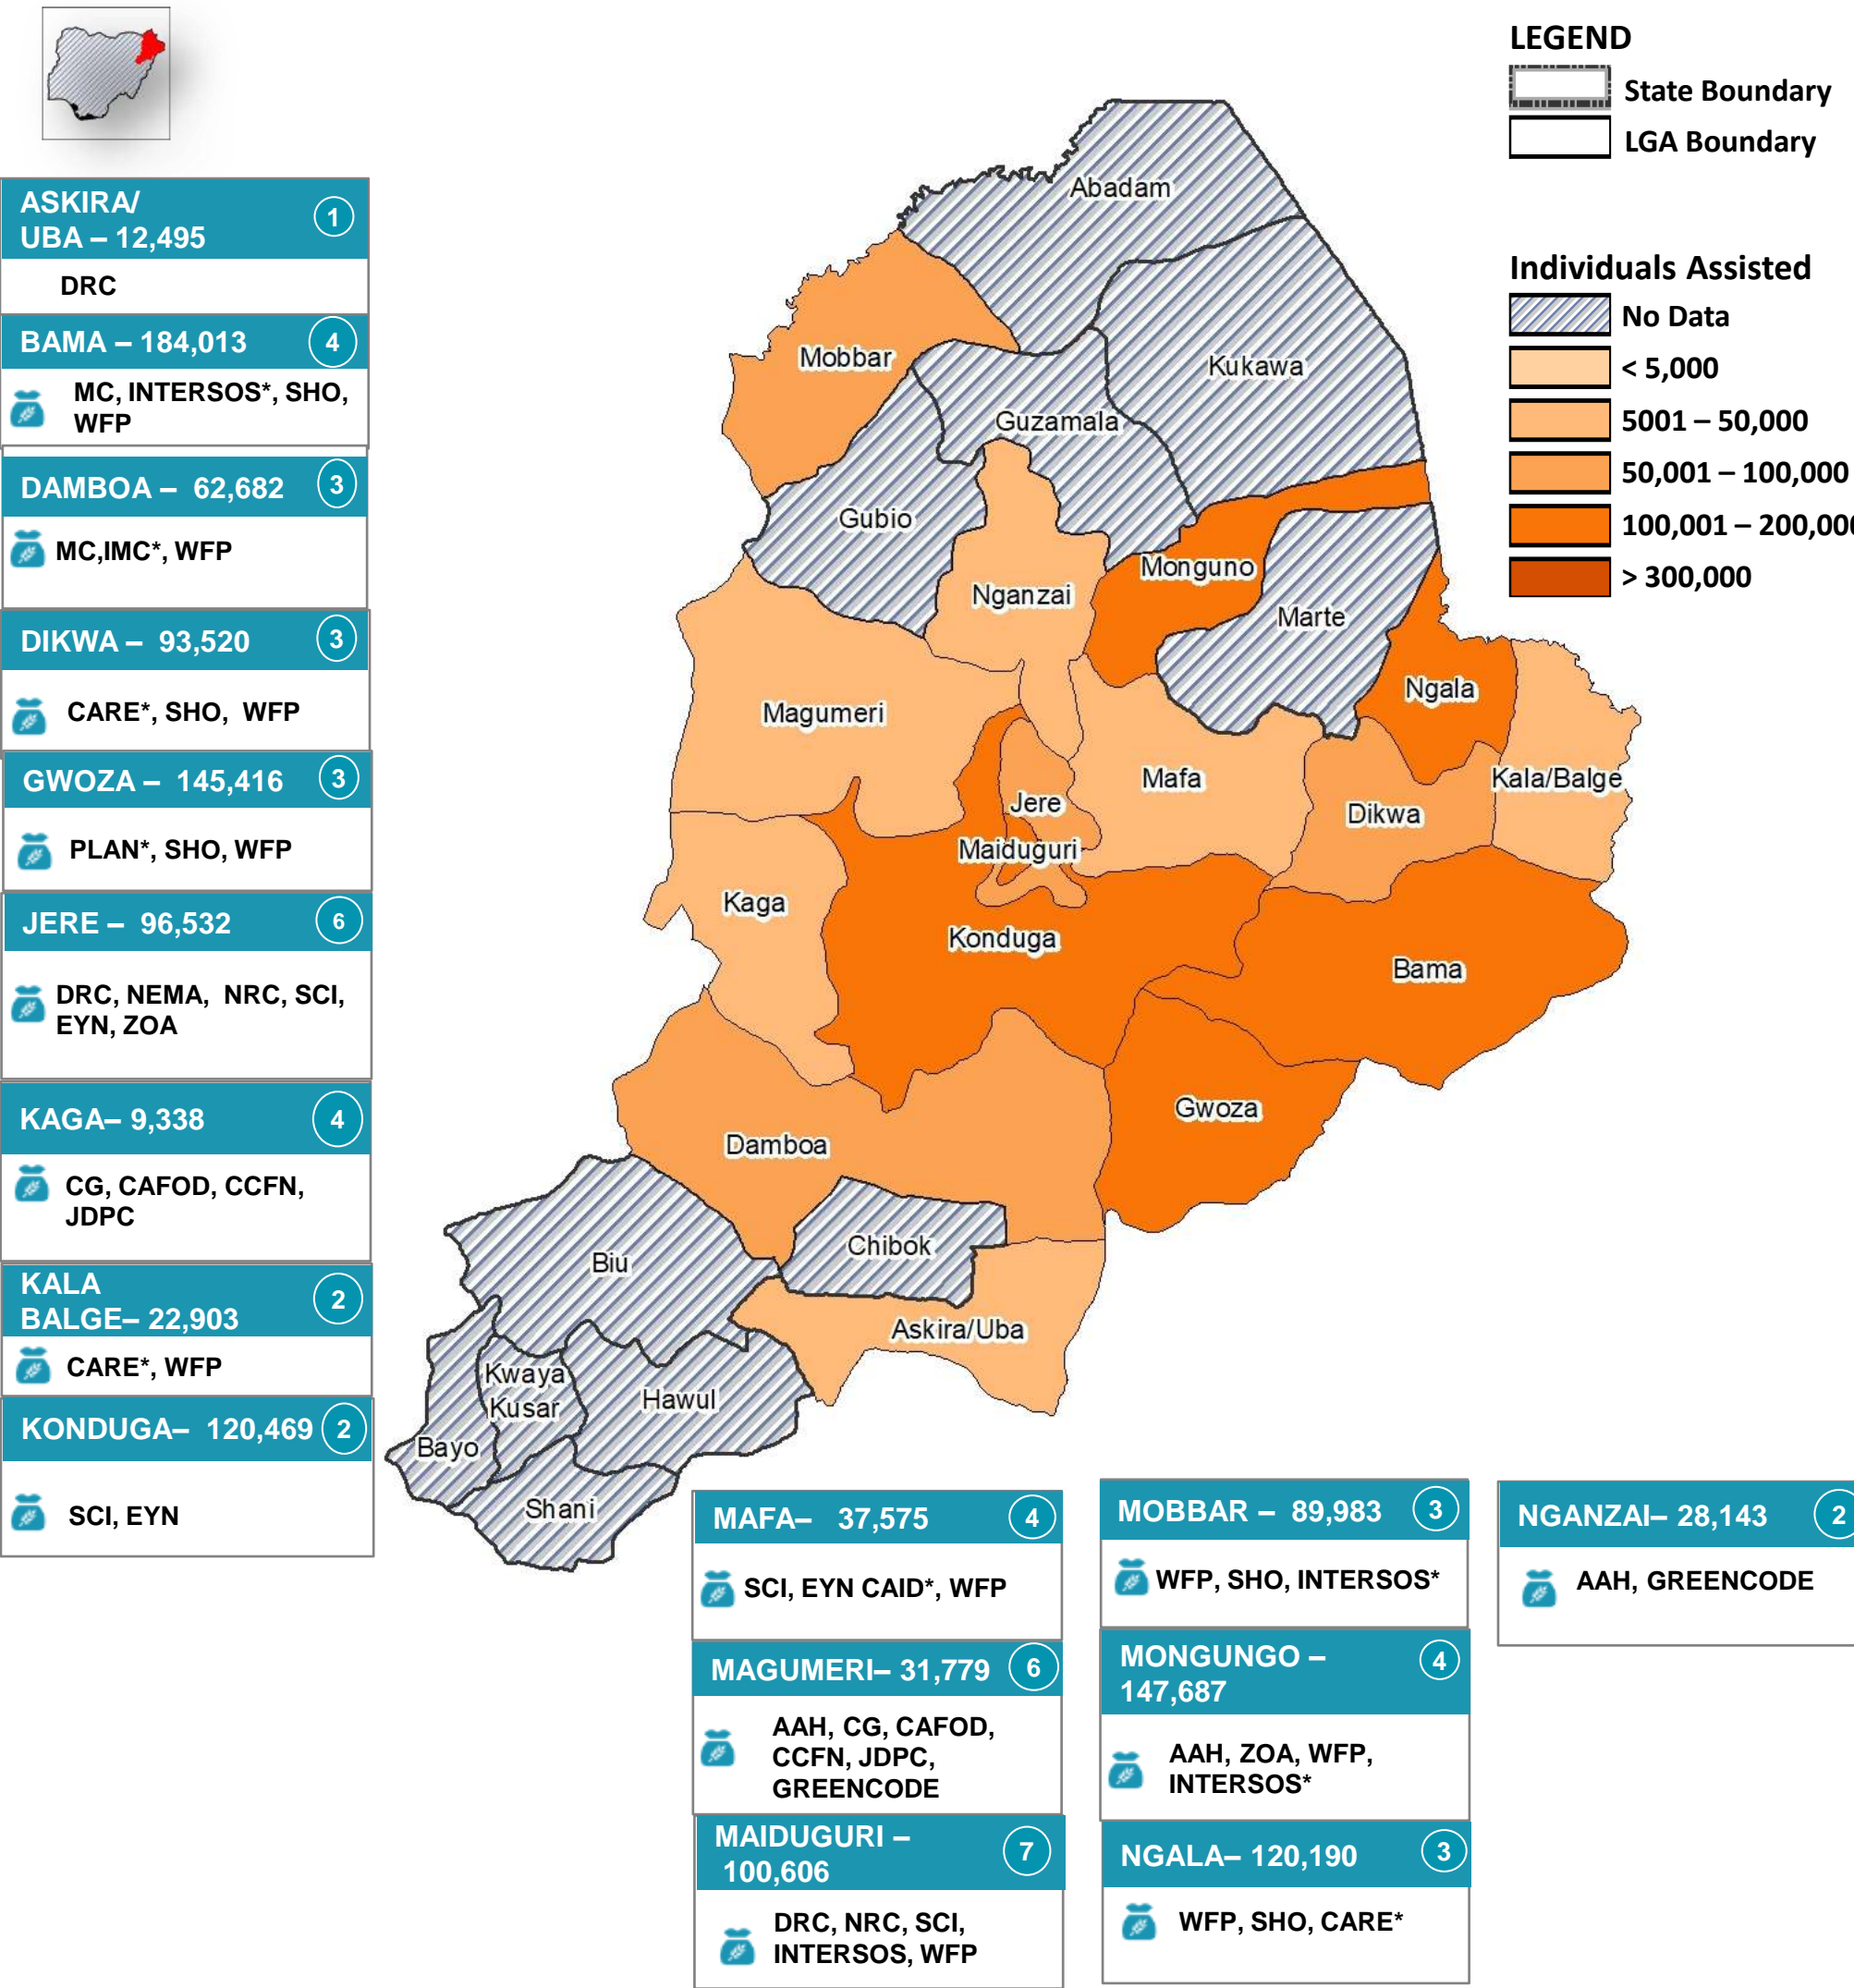 LEGEND
State Boundary
LGA Boundary
Individuals Assisted
No Data
< 5,000
5001 – 50,000
50,001 – 100,000
100,001 – 200,000
> 300,000
ASKIRA/
UBA – 12,495
1
DRC
BAMA – 184,013
4
MC, INTERSOS*, SHO,
WFP
DAMBOA – 62,682
3
MC,IMC*, WFP
DIKWA – 93,520
3
CARE*, SHO, WFP
GWOZA – 145,416
3
PLAN*, SHO, WFP
JERE – 96,532
6
DRC, NEMA, NRC, SCI,
EYN, ZOA
KAGA– 9,338
4
CG, CAFOD, CCFN,
JDPC
KALA
BALGE– 22,903
2
CARE*, WFP
KONDUGA– 120,469
2
SCI, EYN
Abadam
Mobbar
Kukawa
Guzamala
Gubio
Monguno
Nganzai
Marte
Ngala
Magumeri
Mafa
Kala/Balge
Jere
Dikwa
Maiduguri
Kaga
Konduga
Bama
Gwoza
Damboa
Chibok
Biu
Askira/Uba
Kwaya
Kusar
Hawul
Bayo
Shani
MAFA– 37,575
4
SCI, EYN CAID*, WFP
MAGUMERI– 31,779
6
AAH, CG, CAFOD,
CCFN, JDPC,
GREENCODE
MAIDUGURI –
100,606
7
DRC, NRC, SCI,
INTERSOS, WFP
MOBBAR – 89,983
3
WFP, SHO, INTERSOS*
MONGUNGO –
147,687
4
AAH, ZOA, WFP,
INTERSOS*
NGALA– 120,190
3
WFP, SHO, CARE*
NGANZAI– 28,143
2
AAH, GREENCODE